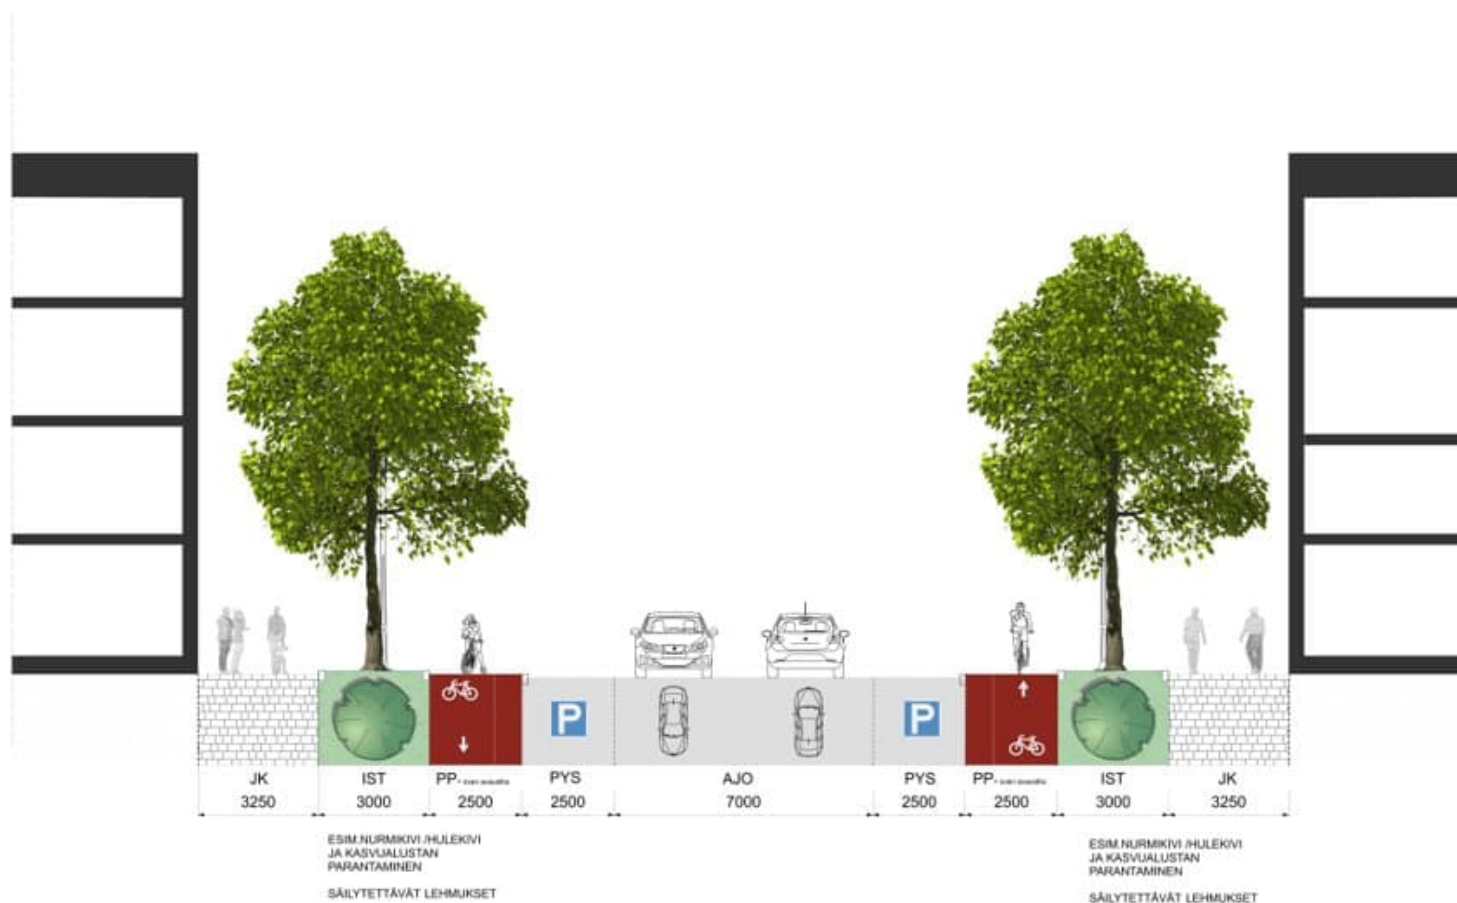 P
P
JK IST PP PYS AJO PYS PP IST JK
3250 3000 2500 2500 7000 2500 2500 3000 3250
ESIM.NURMIKIVI /HULEKIVI
JA KASVUALUSTAN
PARANTAMINEN
SÄILYTETTÄVÄT LEHMUKSET
ESIM.NURMIKIVI /HULEKIVI
JA KASVUALUSTAN
PARANTAMINEN
SÄILYTETTÄVÄT LEHMUKSET